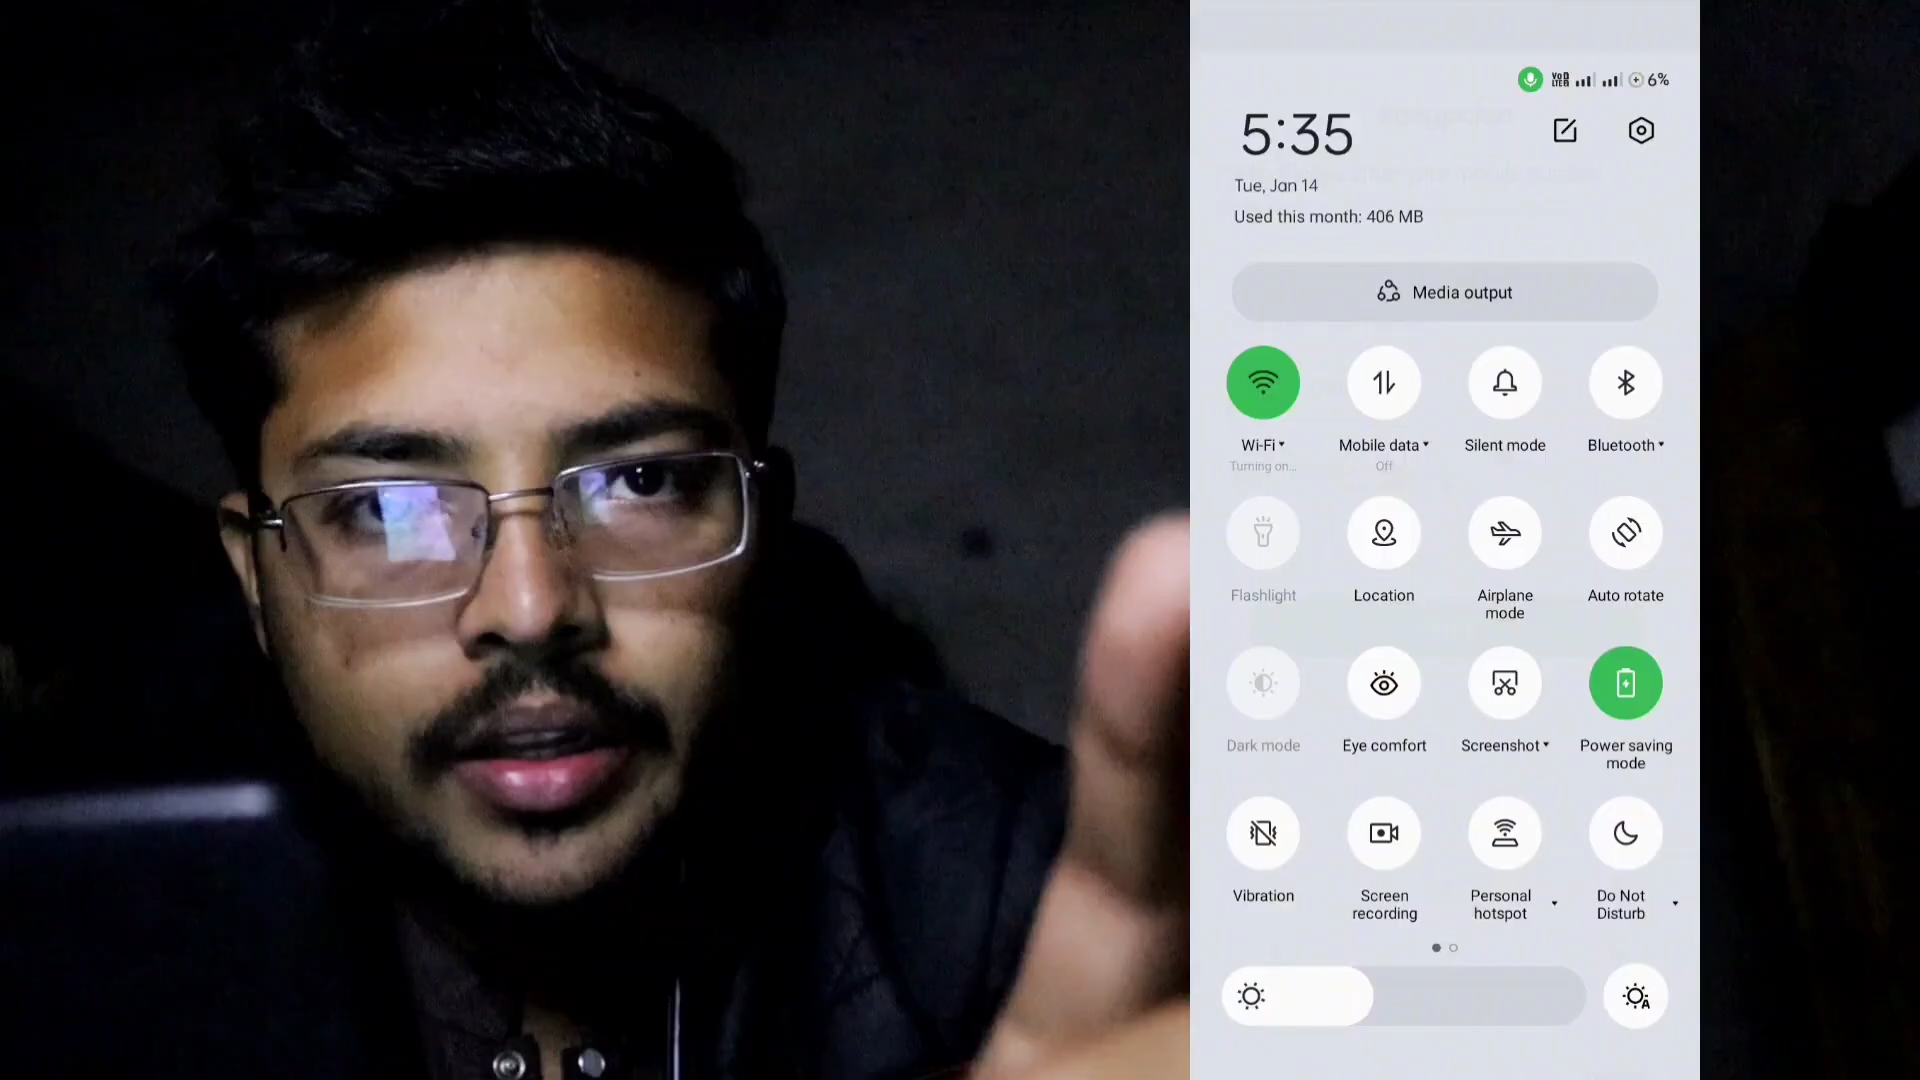 VoD
LTE
6%
5:35
Tue, Jan 14
Used this month: 406 MB
Media output
Wi-Fi
Mobile data
Silent mode
Bluetooth
Turning on...
Off
Flashlight
Location
Airplane
mode
Auto rotate
Dark mode
Eye comfort
Screenshot
Power saving
mode
Vibration
Screen
recording
Personal
hotspot
Do Not
Disturb
A